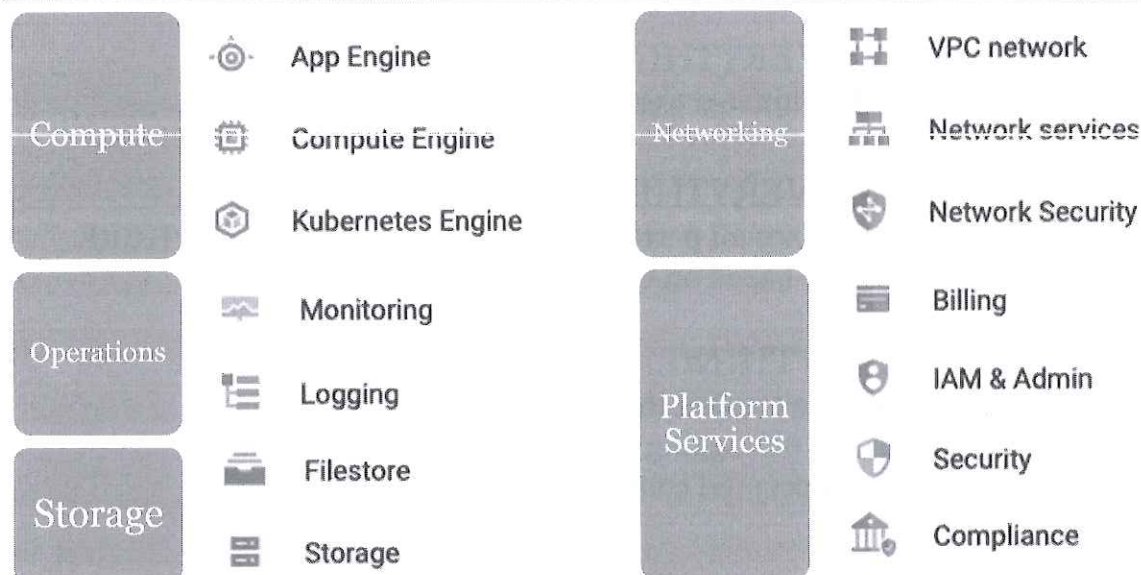 Compute
App Engine
Compute Engine
Kubernetes Engine
Operations
Monitoring
Logging
Storage
Filestore
Storage
Networking
VPC network
Network services
Network Security
Platform
Services
Billing
IAM & Admin
Security
Compliance